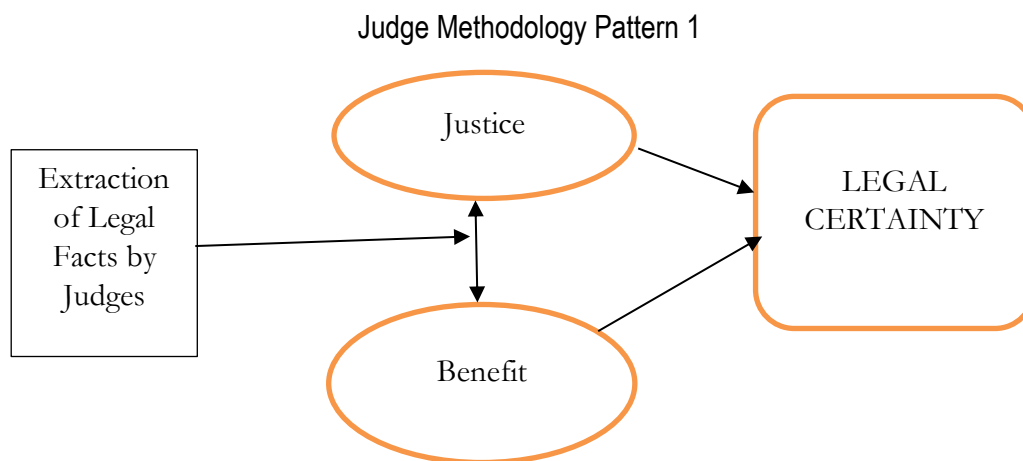 Judge Methodology Pattern 1
Justice
Extraction
of Legal
Facts by
Judges
LEGAL
CERTAINTY
Benefit